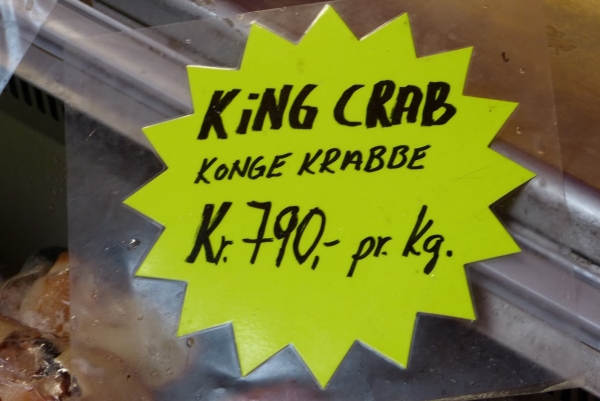 KiNG CRAB
KONGE KRABBE
Kr. 790,- pr. kg.